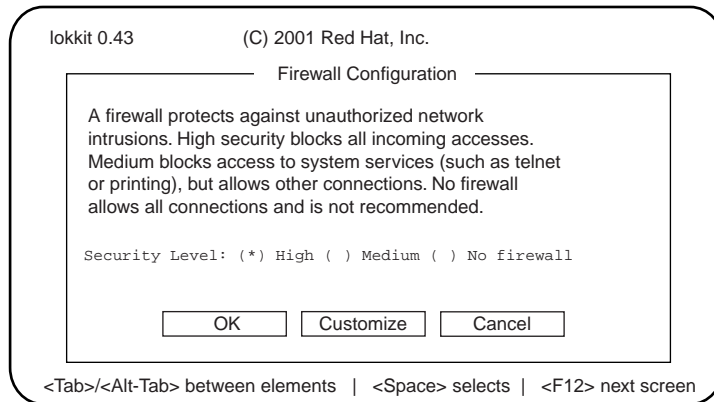 lokkit 0.43 (C) 2001 Red Hat, Inc.
Firewall Configuration
A firewall protects against unauthorized network
intrusions. High security blocks all incoming accesses.
Medium blocks access to system services (such as telnet
or printing), but allows other connections. No firewall
allows all connections and is not recommended.
Security Level: (*) High ( ) Medium ( ) No firewall
OK Customize Cancel
<Tab>/<Alt-Tab> between elements | <Space> selects | <F12> next screen